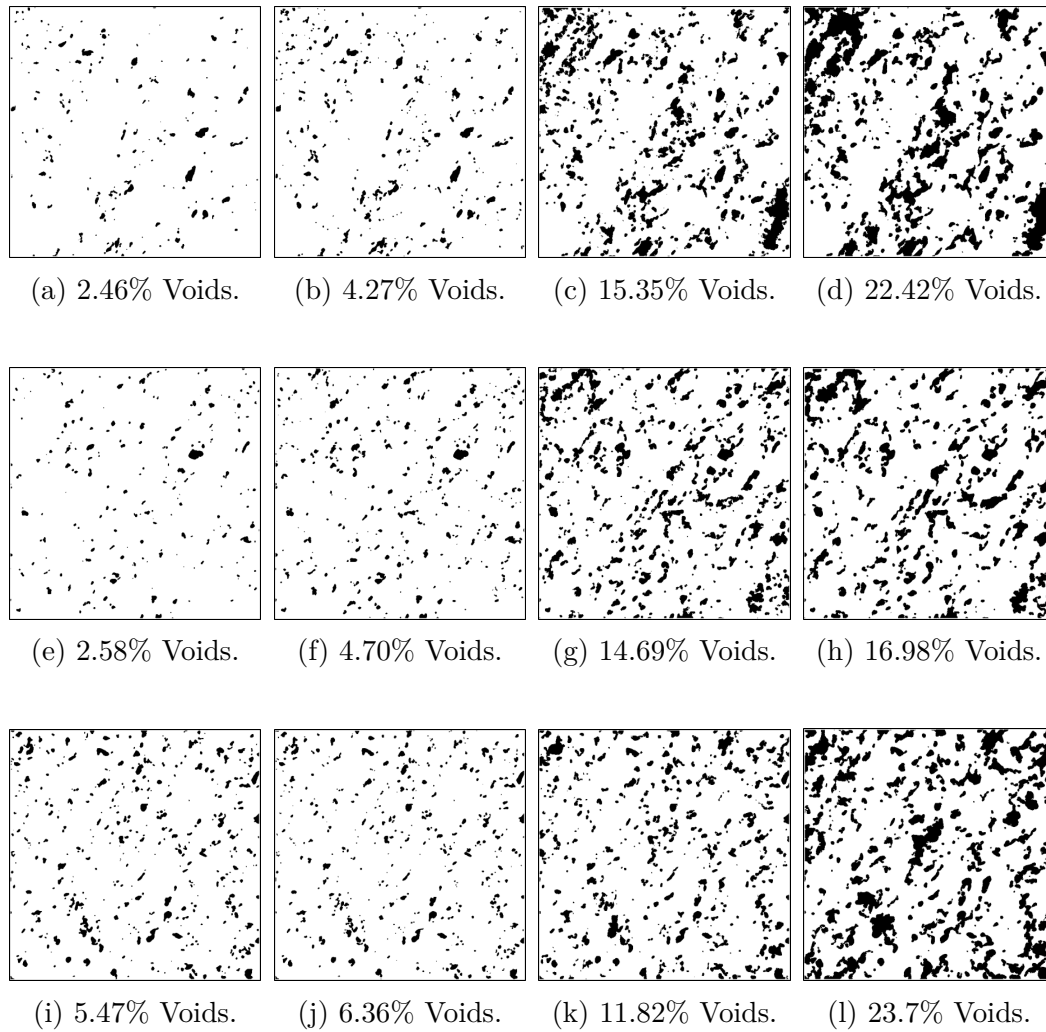 (a) 2.46% Voids. (b) 4.27% Voids. (c) 15.35% Voids. (d) 22.42% Voids.
(e) 2.58% Voids. (f) 4.70% Voids. (g) 14.69% Voids. (h) 16.98% Voids.
(i) 5.47% Voids. (j) 6.36% Voids. (k) 11.82% Voids. (l) 23.7% Voids.